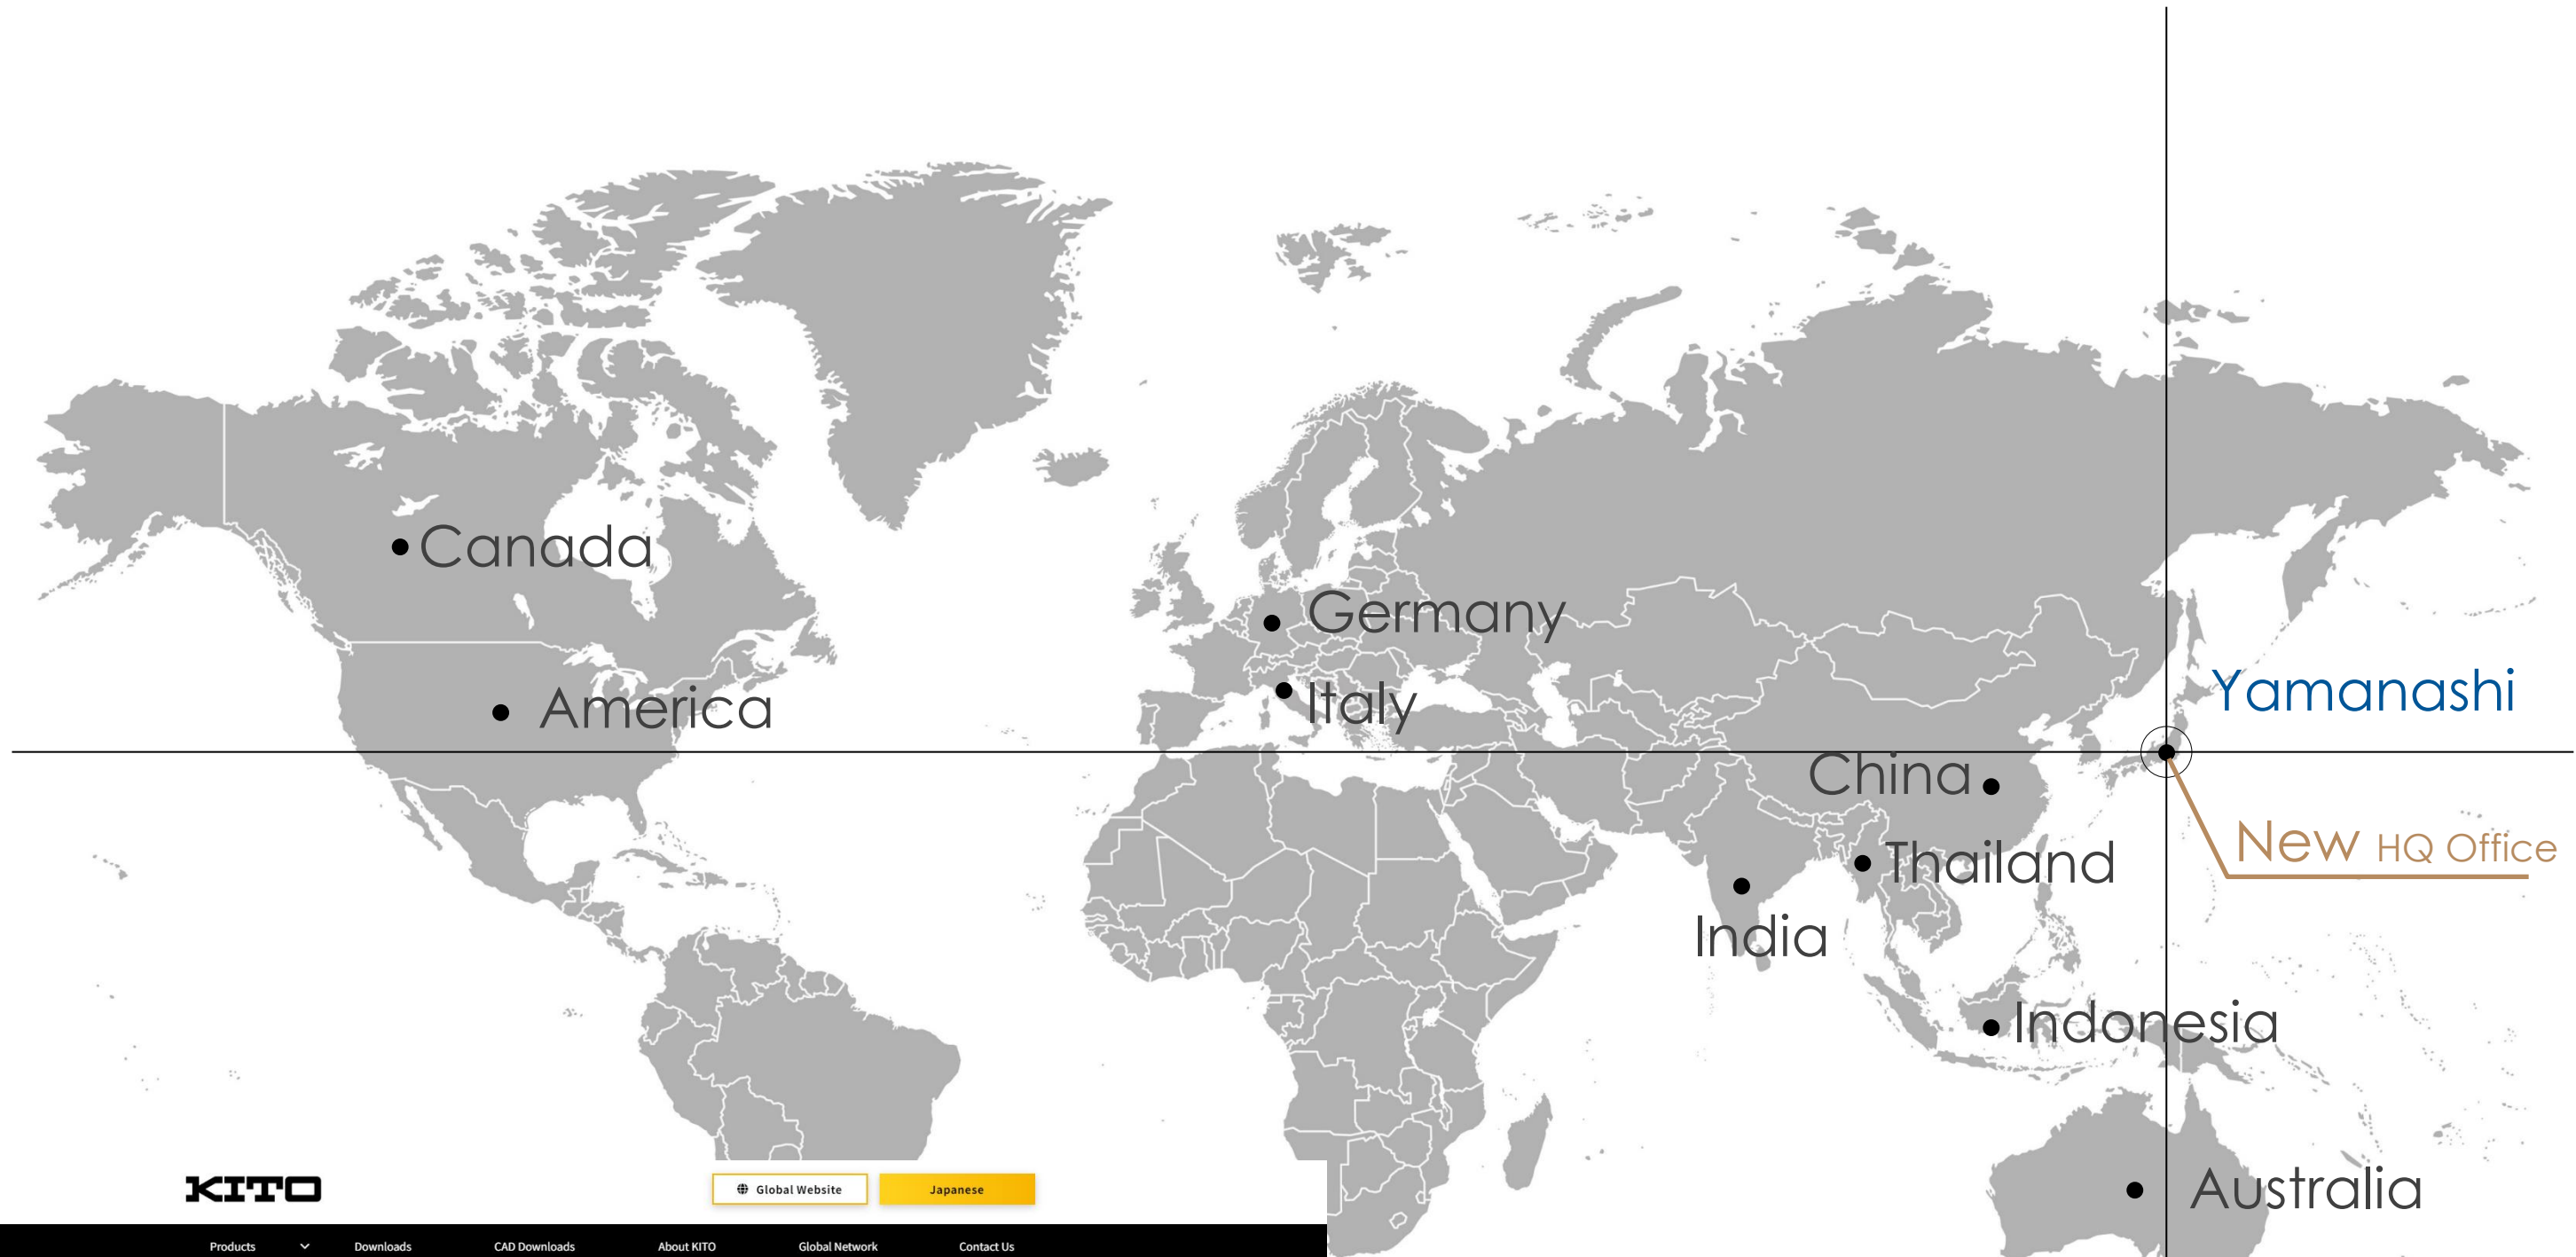 Canada
Germany
Yamanashi
America
Italy
China
New HQ Office
Thailand
India
Indonesia
Australia
KITO
Global Website
Japanese
Products
Downloads
CAD Downloads
About KITO
Global Network
Contact Us